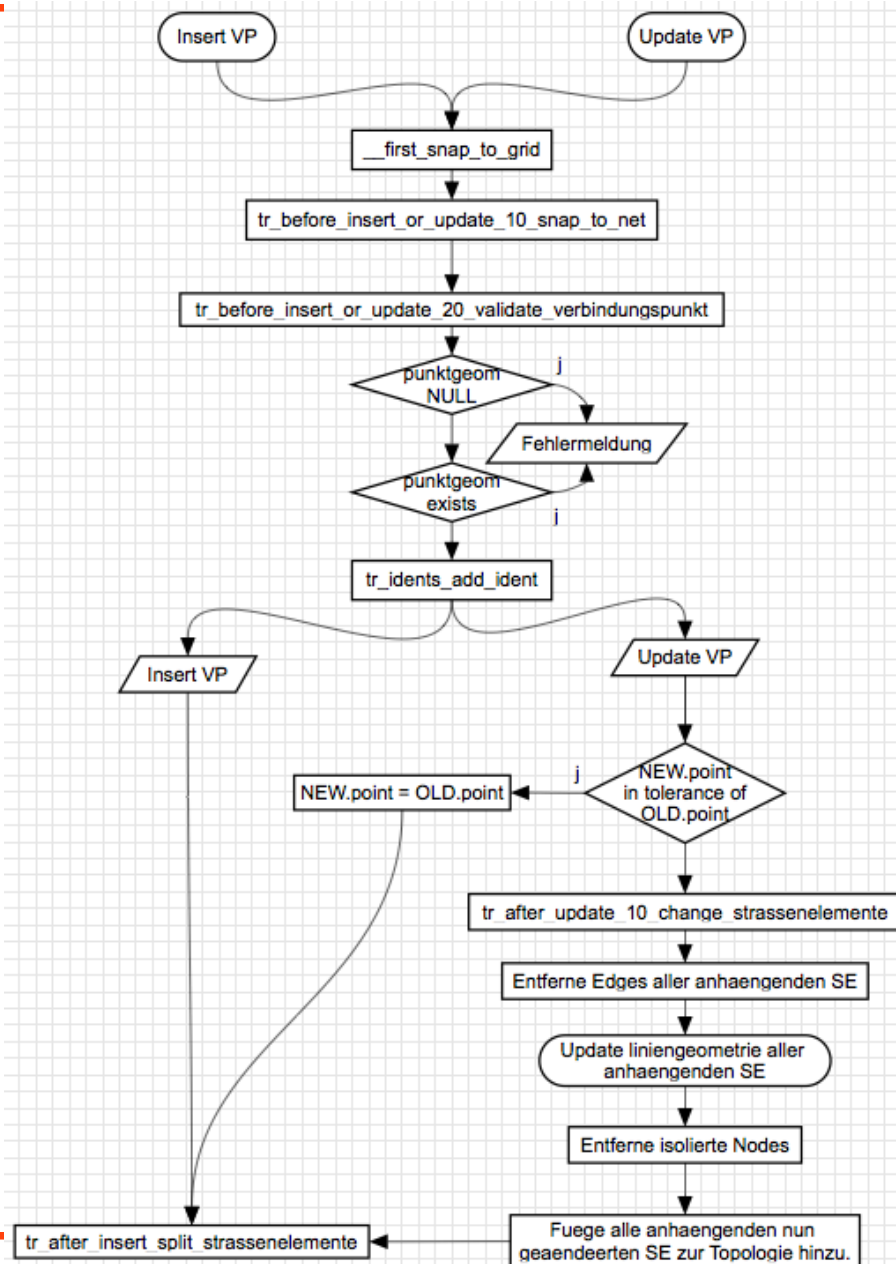 Insert VP
Update VP
__first_snap_to_grid
tr_before_insert_or_update_10_snap_to_net
tr_before_insert_or_update_20_validate_verbindungspunkt
punktgeom
NULL
j
Fehlermeldung
punktgeom
exists
j
tr_idents_add_ident
Insert VP
Update VP
NEW.point
in tolerance of
OLD.point
j
NEW.point = OLD.point
tr_after_update_10_change_strassenelemente
Entferne Edges aller anhaengenden SE
Update liniengeometrie aller
anhaengenden SE
Entferne isolierte Nodes
Fuege alle anhaengenden nun
geaendeerten SE zur Topologie hinzu.
tr_after_insert_split_strassenelemente